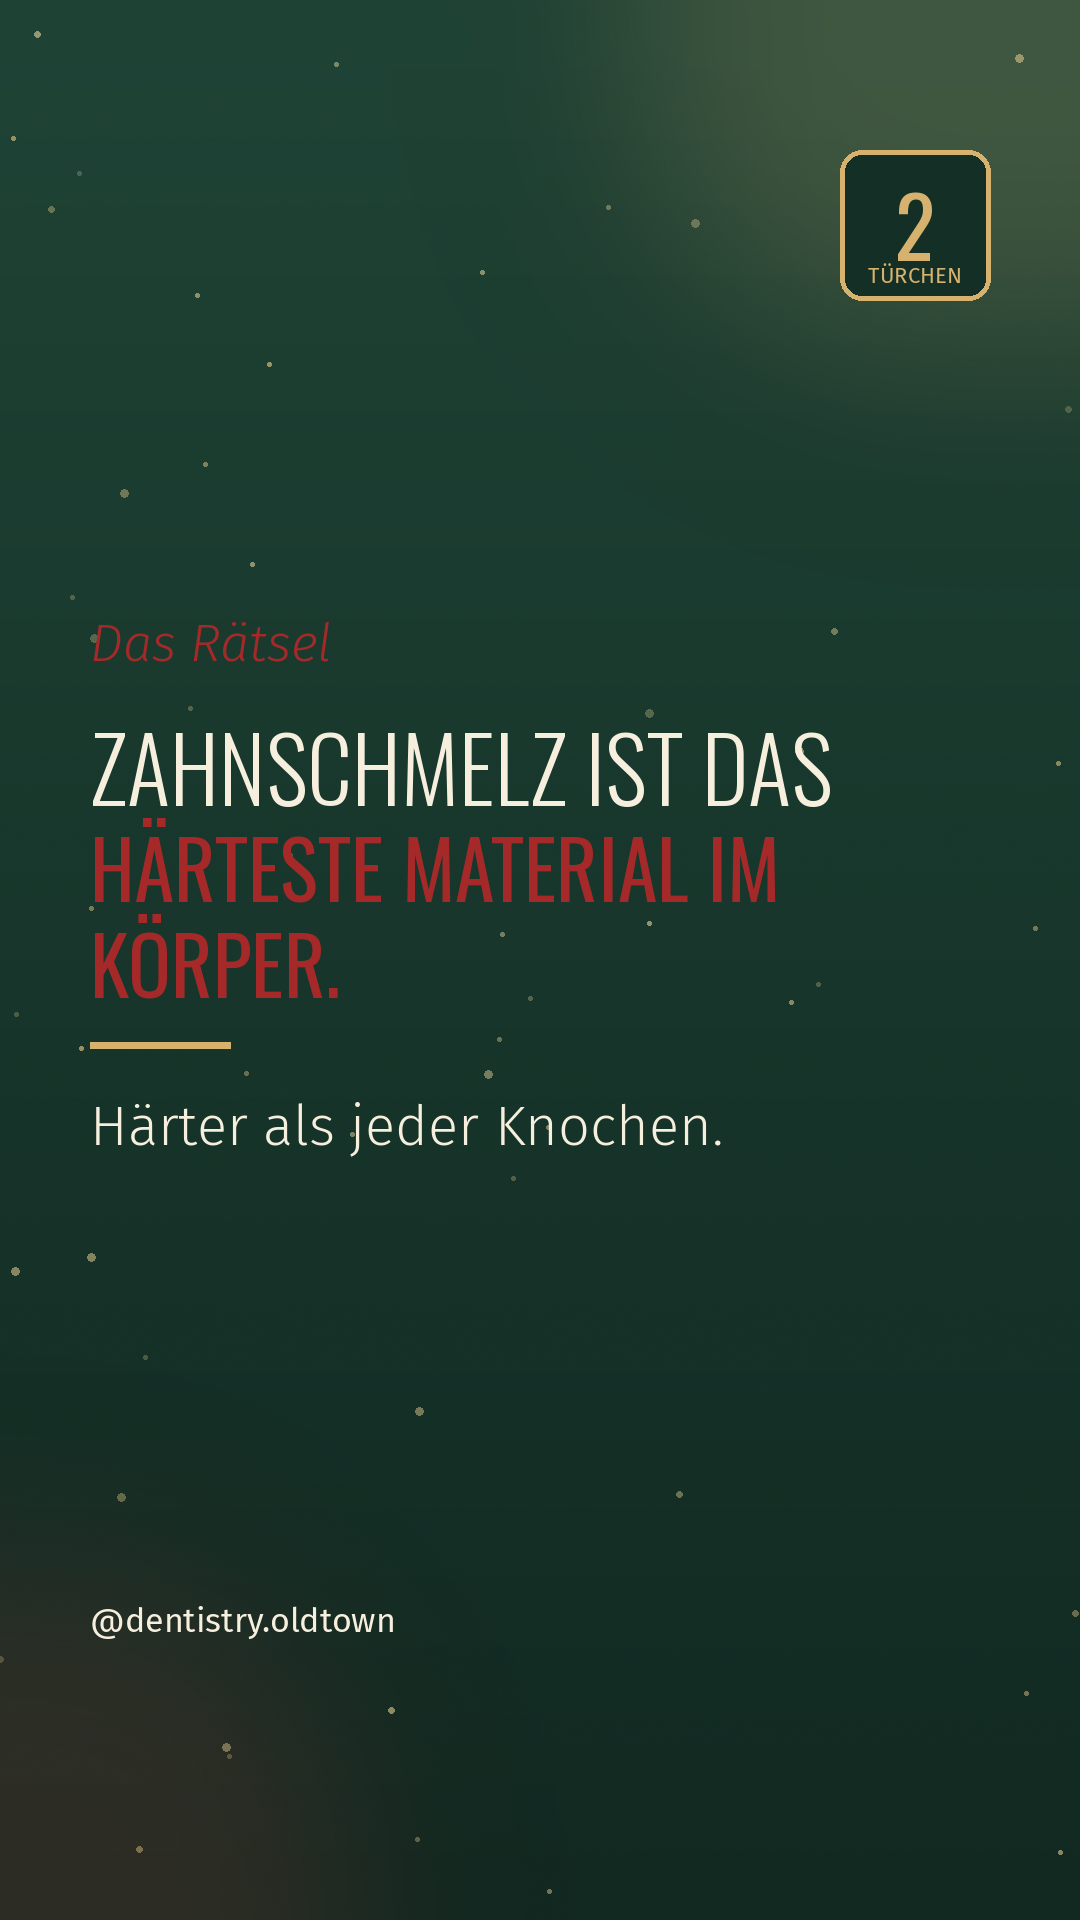 2
TÜRCHEN
Das Rätsel
ZAHNSCHMELZ IST DAS
HÄRTESTE MATERIAL IM
KÖRPER.
Härter als jeder Knochen.
@dentistry.oldtown